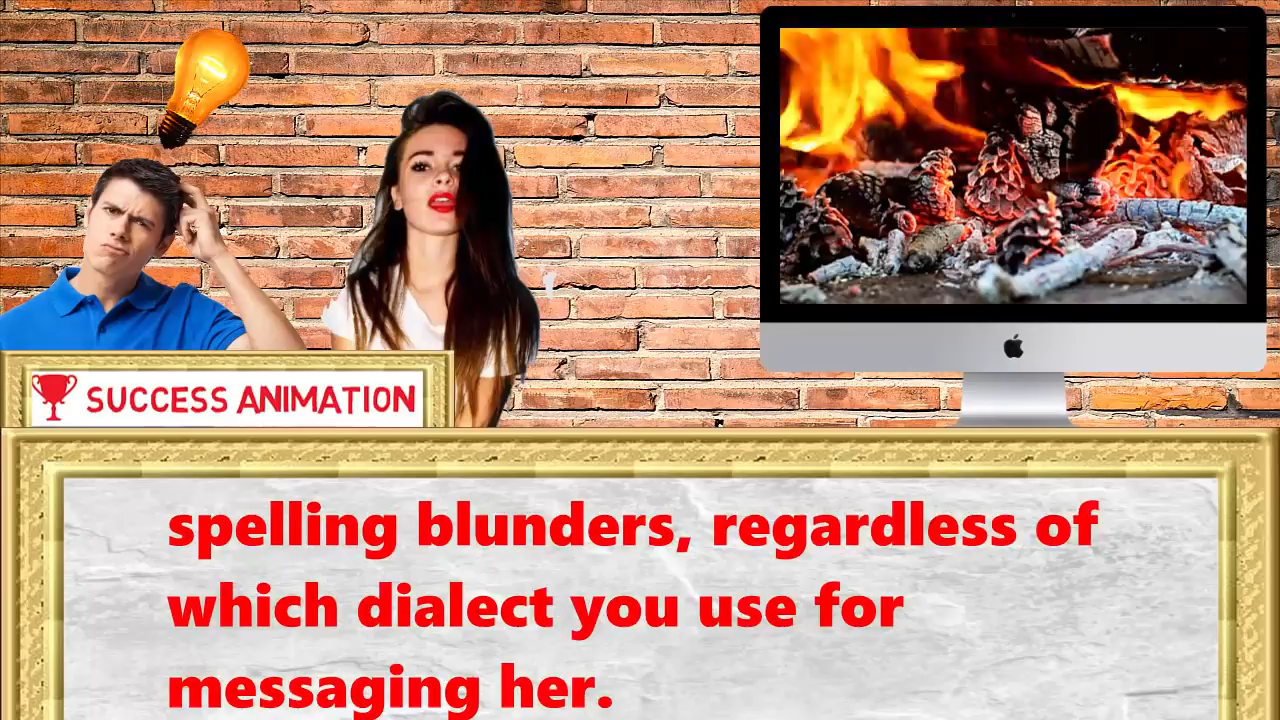 SUCCESS ANIMATION
spelling blunders, regardless of
which dialect you use for
messaging her.